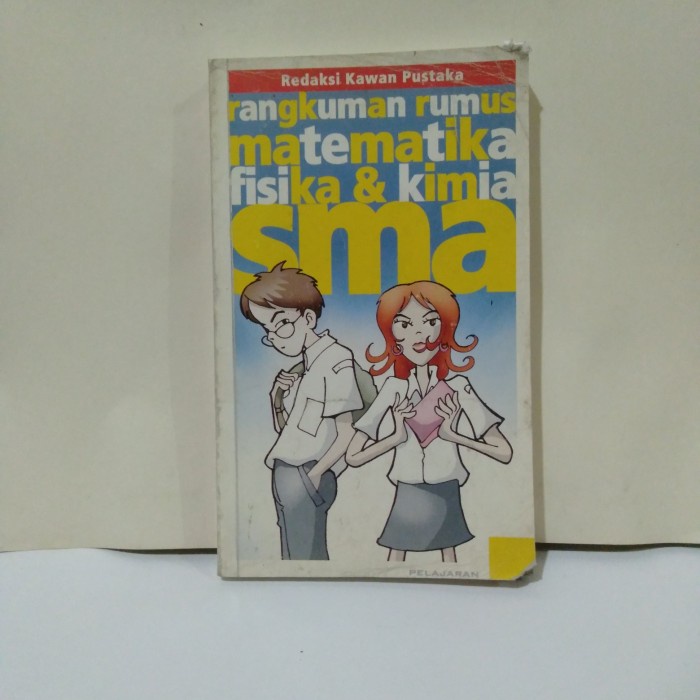 Redaksi Kawan Pustaka
rangkuman rumus
matematika
fisika & kimia
sma
PELAJARAN